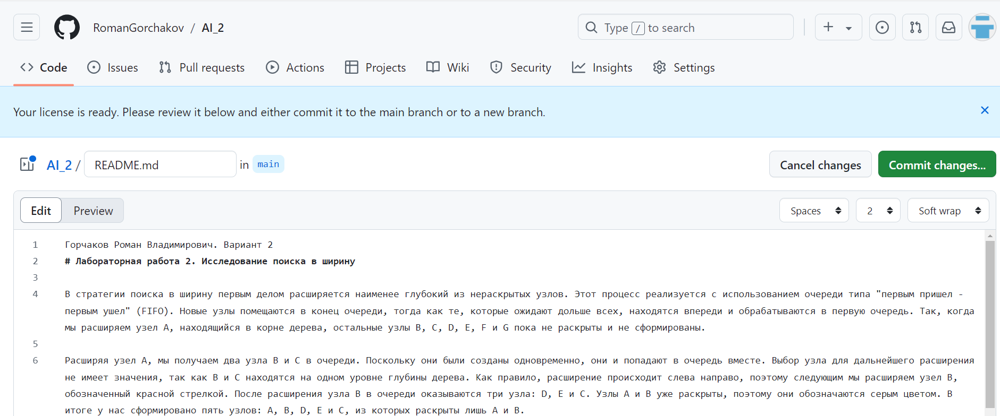 RomanGorchakov / AI_2
Type / to search
Code Issues Pull requests Actions Projects Wiki Security Insights Settings
Your license is ready. Please review it below and either commit it to the main branch or to a new branch.
AI_2 / README.md in main
Cancel changes Commit changes...
Edit Preview Spaces 2 Soft wrap
1 Горчаков Роман Владимирович. Вариант 2
2 # Лабораторная работа 2. Исследование поиска в ширину
3
4 В стратегии поиска в ширину первым делом расширяется наименее глубокий из нераскрытых узлов. Этот процесс реализуется с использованием очереди типа "первым пришел -
первым ушел" (FIFO). Новые узлы помещаются в конец очереди, тогда как те, которые ожидают дольше всех, находятся впереди и обрабатываются в первую очередь. Так, когда
мы расширяем узел A, находящийся в корне дерева, остальные узлы B, C, D, E, F и G пока не раскрыты и не сформированы.
5
6 Расширяя узел A, мы получаем два узла B и C в очереди. Поскольку они были созданы одновременно, они и попадают в очередь вместе. Выбор узла для дальнейшего расширения
не имеет значения, так как B и C находятся на одном уровне глубины дерева. Как правило, расширение происходит слева направо, поэтому следующим мы расширяем узел B,
обозначенный красной стрелкой. После расширения узла B в очереди оказываются три узла: D, E и C. Узлы A и B уже раскрыты, поэтому они обозначаются серым цветом. В
итоге у нас сформировано пять узлов: A, B, D, E и C, из которых раскрыты лишь A и B.